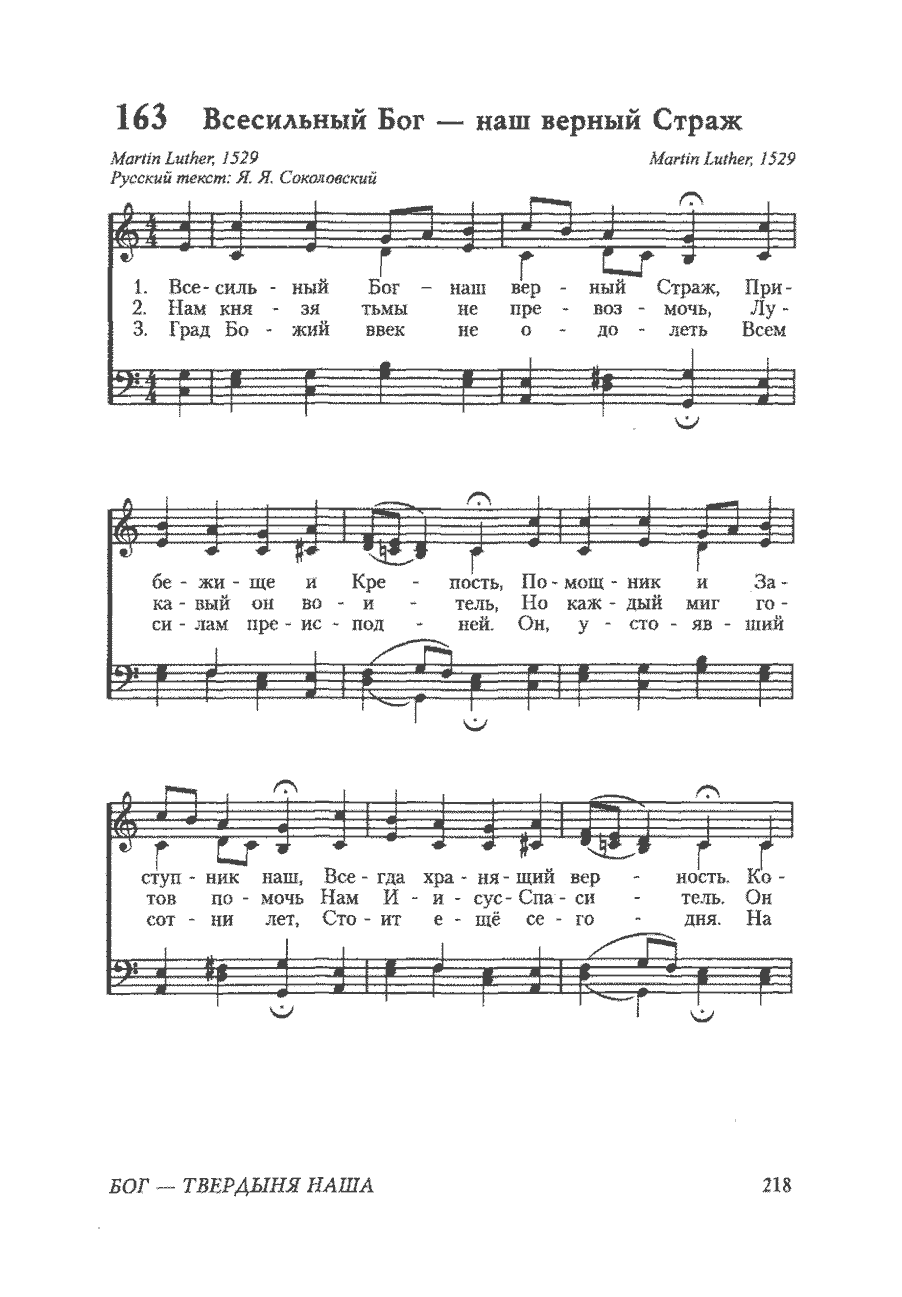 163 Всесильный Бог — наш верный Страж
Martin Luther, 1529 Martin Luther, 1529
Русский текст: Я. Я. Соколовский
1. Все- силь - ный Бог – наш вер - ный Страж, При-
2. Нам кня - зя тьмы не пре - воз - мочь, Лу -
3. Град Бо - жий ввек не о - до - леть Всем
бе - жи - ще и Кре - пость, По - мощ - ник и За -
ка - вый он во - и - тель, Но каж - дый миг го -
си - лам пре - ис - под - ней. Он, у - сто - яв - ший
ступ - ник наш, Все - гда хра - ня - щий вер - ность. Ко -
тов по - мочь Нам И - и - сус- Спа - си - тель. Он
сот - ни лет, Сто - ит е - щё се - го - дня. На
БОГ — ТВЕРДЫНЯ НАША 218